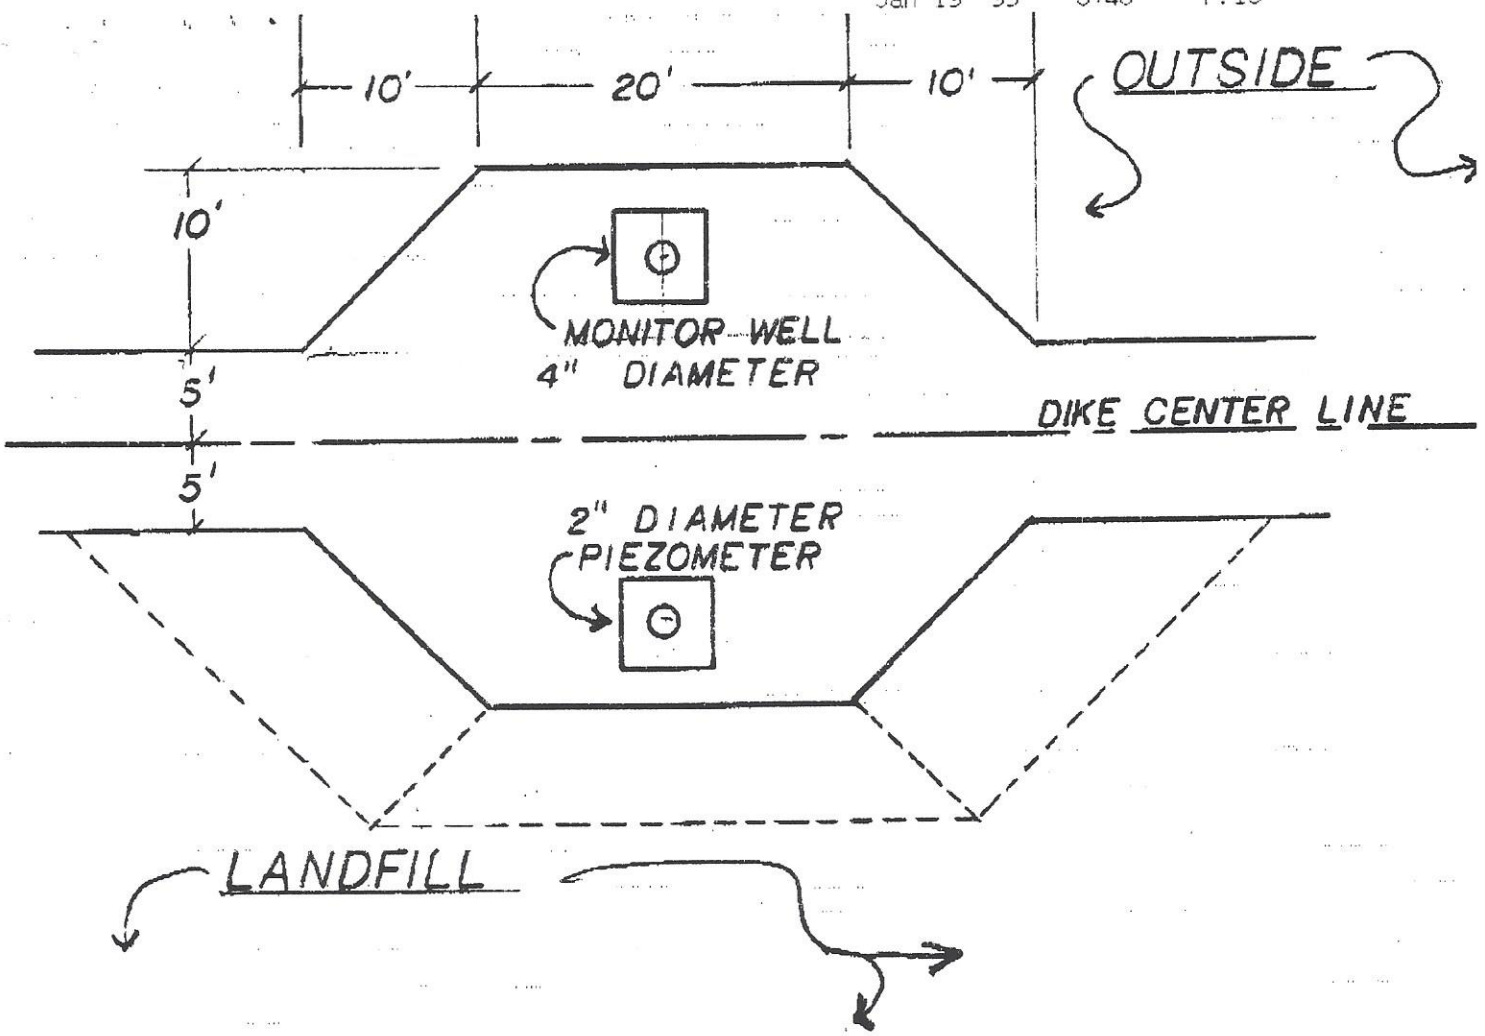 10' 20' 10'
OUTSIDE
10'
MONITOR WELL
4" DIAMETER
5'
DIKE CENTER LINE
5'
2" DIAMETER
PIEZOMETER
LANDFILL